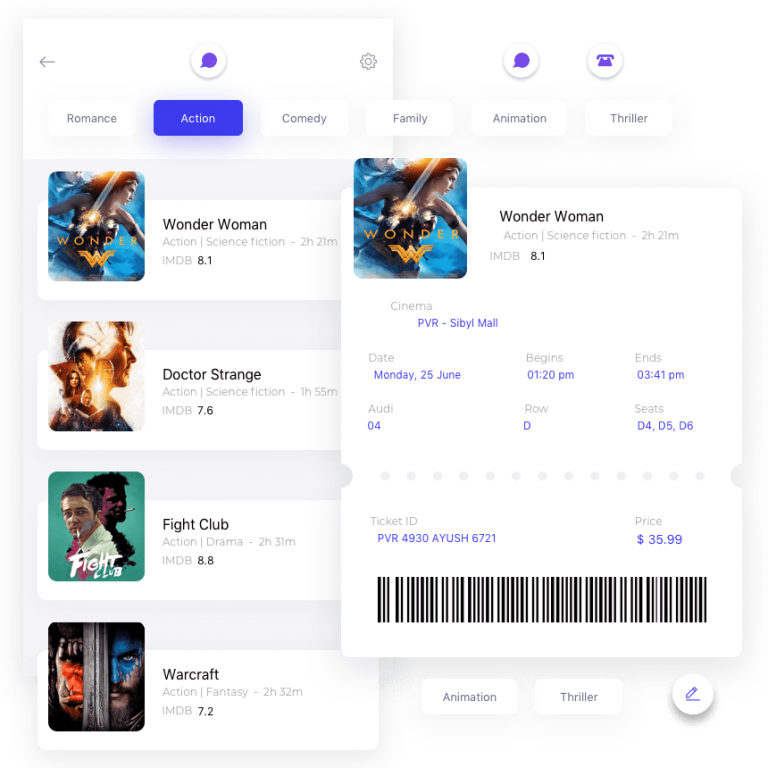 Romance
Action
Comedy
Family
Animation
Thriller
WONDER
Wonder Woman
Action | Science fiction - 2h 21m
IMDB 8.1
Doctor Strange
Action | Science fiction - 1h 55m
IMDB 7.6
FIGHT
CLUB
Fight Club
Action | Drama - 2h 31m
IMDB 8.8
Warcraft
Action | Fantasy - 2h 32m
IMDB 7.2
WONDER
Wonder Woman
Action | Science fiction - 2h 21m
IMDB 8.1
Cinema
PVR - Sibyl Mall
Date
Begins
Ends
Monday, 25 June
01:20 pm
03:41 pm
Audi
Row
Seats
04
D
D4, D5, D6
Ticket ID
Price
PVR 4930 AYUSH 6721
$ 35.99
Animation
Thriller